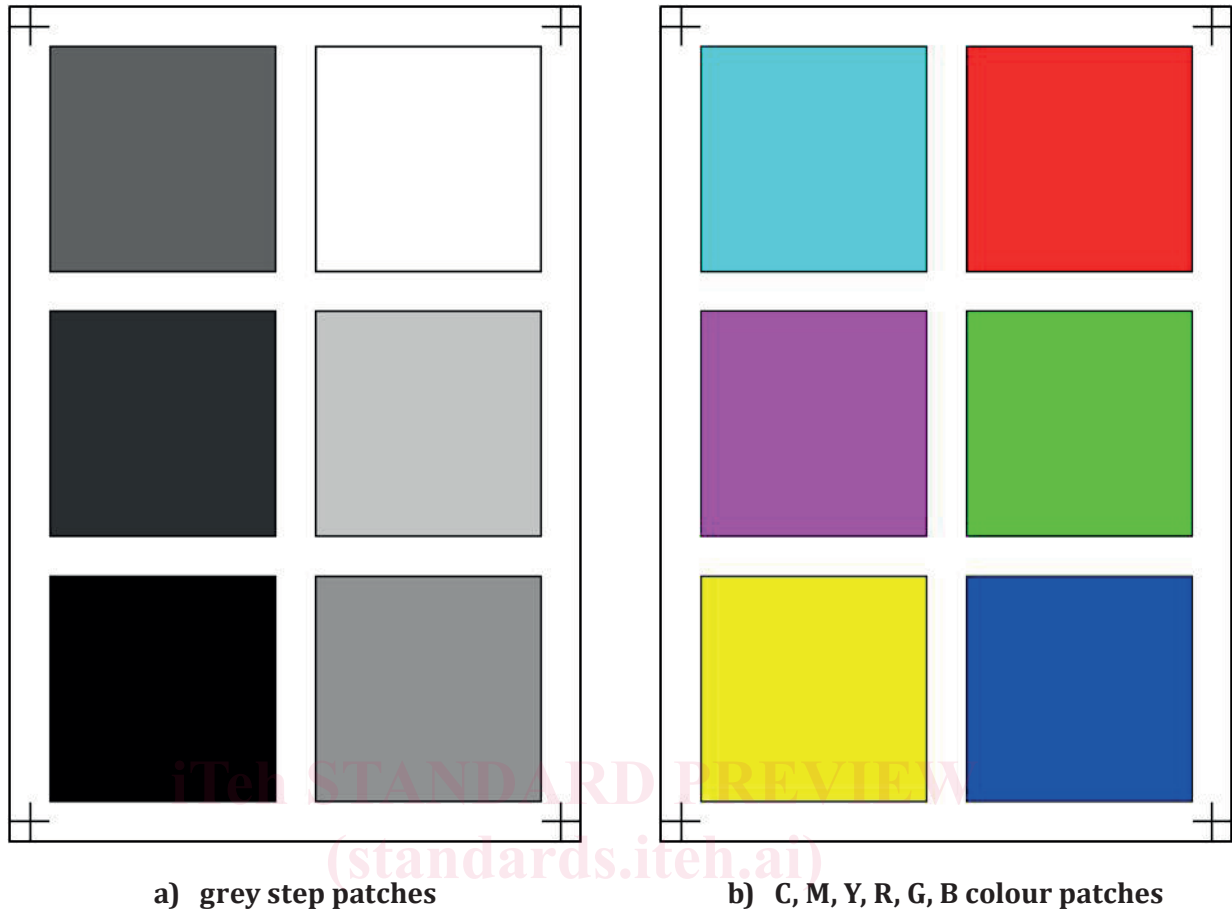 iTeh STANDARD PREVIEW
(standards.iteh.ai)
a) grey step patches
b) C, M, Y, R, G, B colour patches